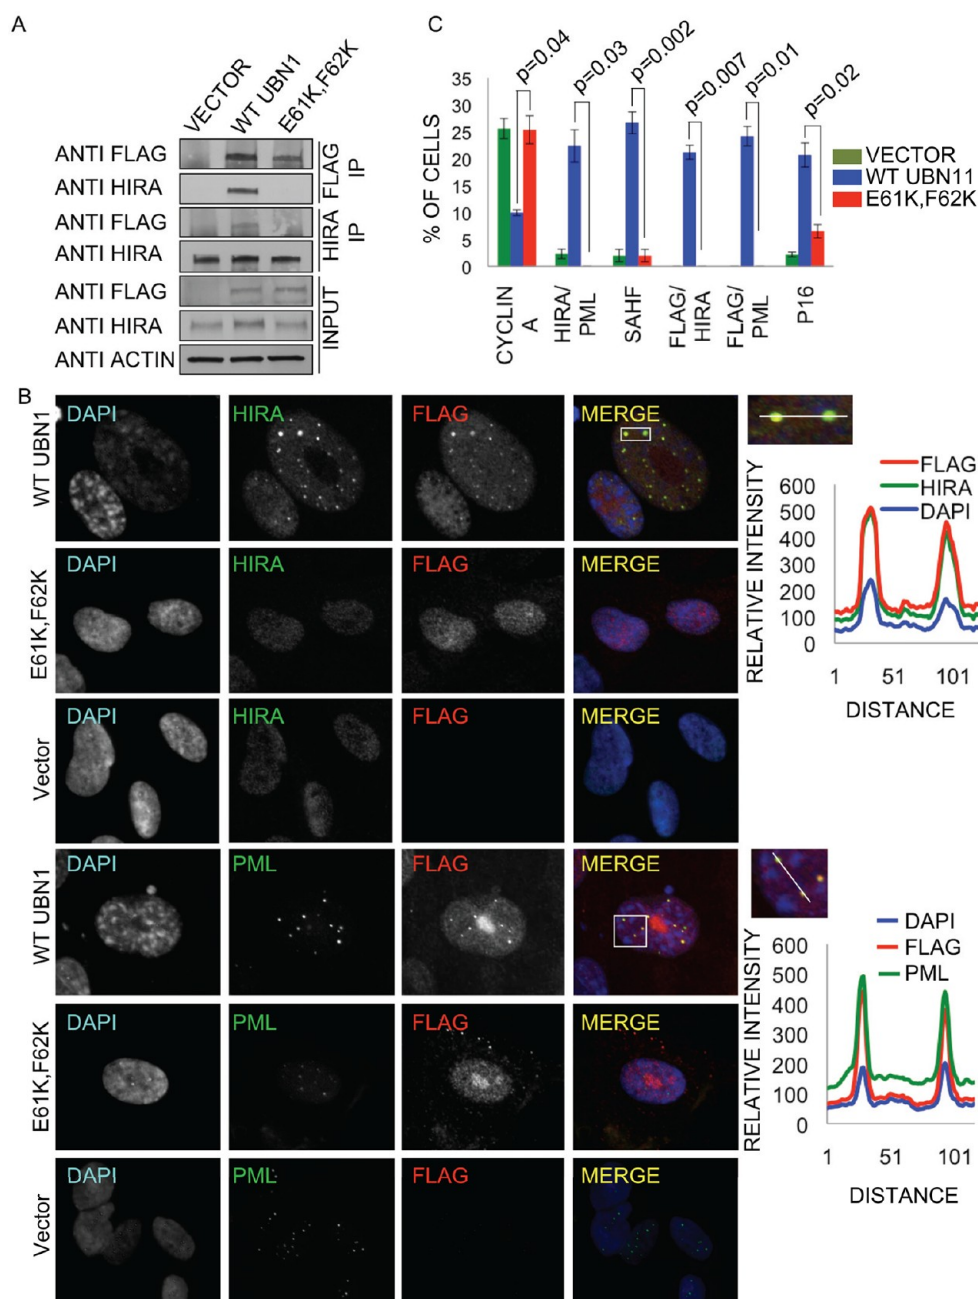 A
VECTOR
WT UBN1
E61K,F62K
ANTI FLAG
ANTI HIRA
FLAG IP
ANTI FLAG
ANTI HIRA
HIRA IP
ANTI FLAG
ANTI HIRA
ANTI ACTIN
INPUT
C
p=0.04
p=0.03
p=0.002
p=0.007
p=0.01
p=0.02
% OF CELLS
35
30
25
20
15
10
5
0
CYCLIN A
HIRA/ PML
SAHF
FLAG/ HIRA
FLAG/ PML
P16
VECTOR
WT UBN11
E61K,F62K
B
WT UBN1
DAPI
HIRA
FLAG
MERGE
E61K,F62K
DAPI
HIRA
FLAG
MERGE
Vector
DAPI
HIRA
FLAG
MERGE
FLAG
HIRA
DAPI
RELATIVE INTENSITY
600
500
400
300
200
100
0
1 51 101
DISTANCE
WT UBN1
DAPI
PML
FLAG
MERGE
E61K,F62K
DAPI
PML
FLAG
MERGE
Vector
DAPI
PML
FLAG
MERGE
DAPI
FLAG
PML
RELATIVE INTENSITY
600
500
400
300
200
100
0
1 51 101
DISTANCE